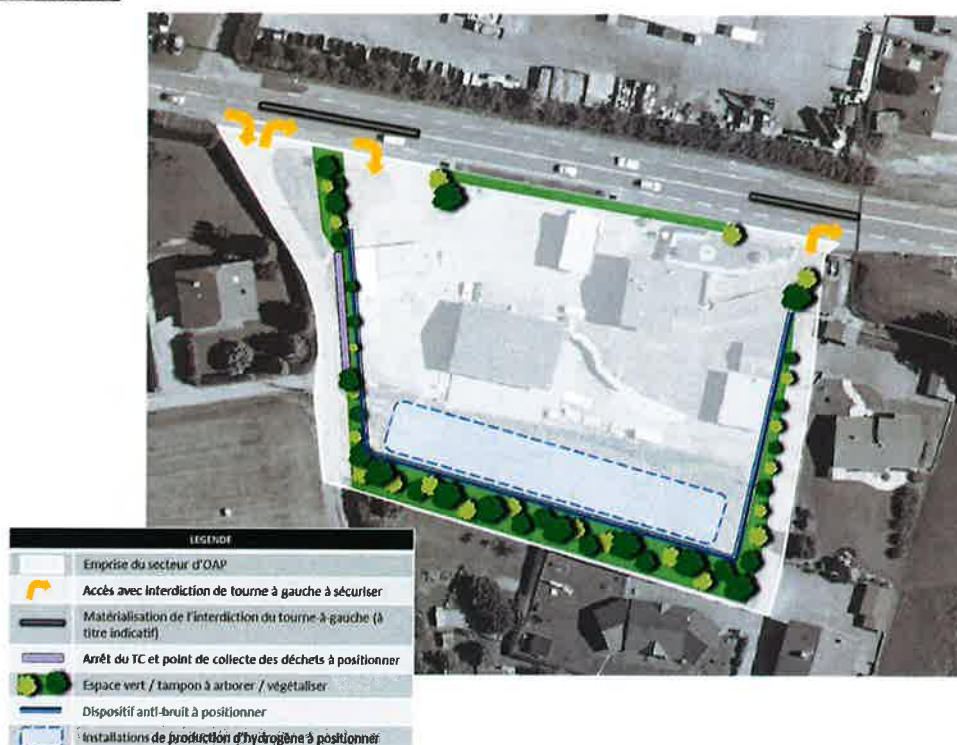 LEGENDE
Emprise du secteur d'OAP
Accès avec interdiction de tourne à gauche à sécuriser
Matérialisation de l'interdiction du tourne-à-gauche (à
titre indicatif)
Arrêt du TC et point de collecte des déchets à positionner
Espace vert / tampon à arborer / végétaliser
Dispositif anti-bruit à positionner
Installations de production d'hydrogène à positionner